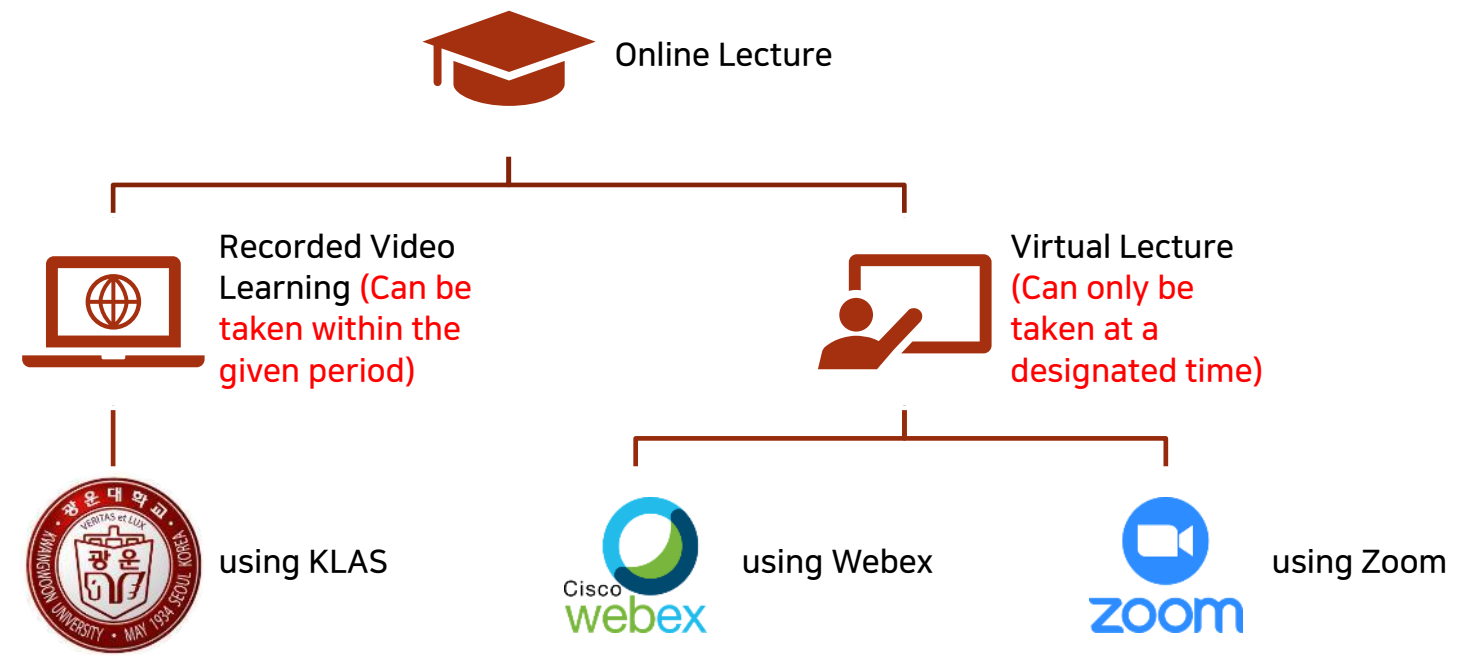 Online Lecture
Recorded Video
Learning (Can be
taken within the
given period)
Virtual Lecture
(Can only be
taken at a
designated time)
광운대학교
VERITAS et LUX
광운
KWANGWOON UNIVERSITY • MAY 1934 SEOUL KOREA
using KLAS
Cisco
webex
using Webex
zoom
using Zoom